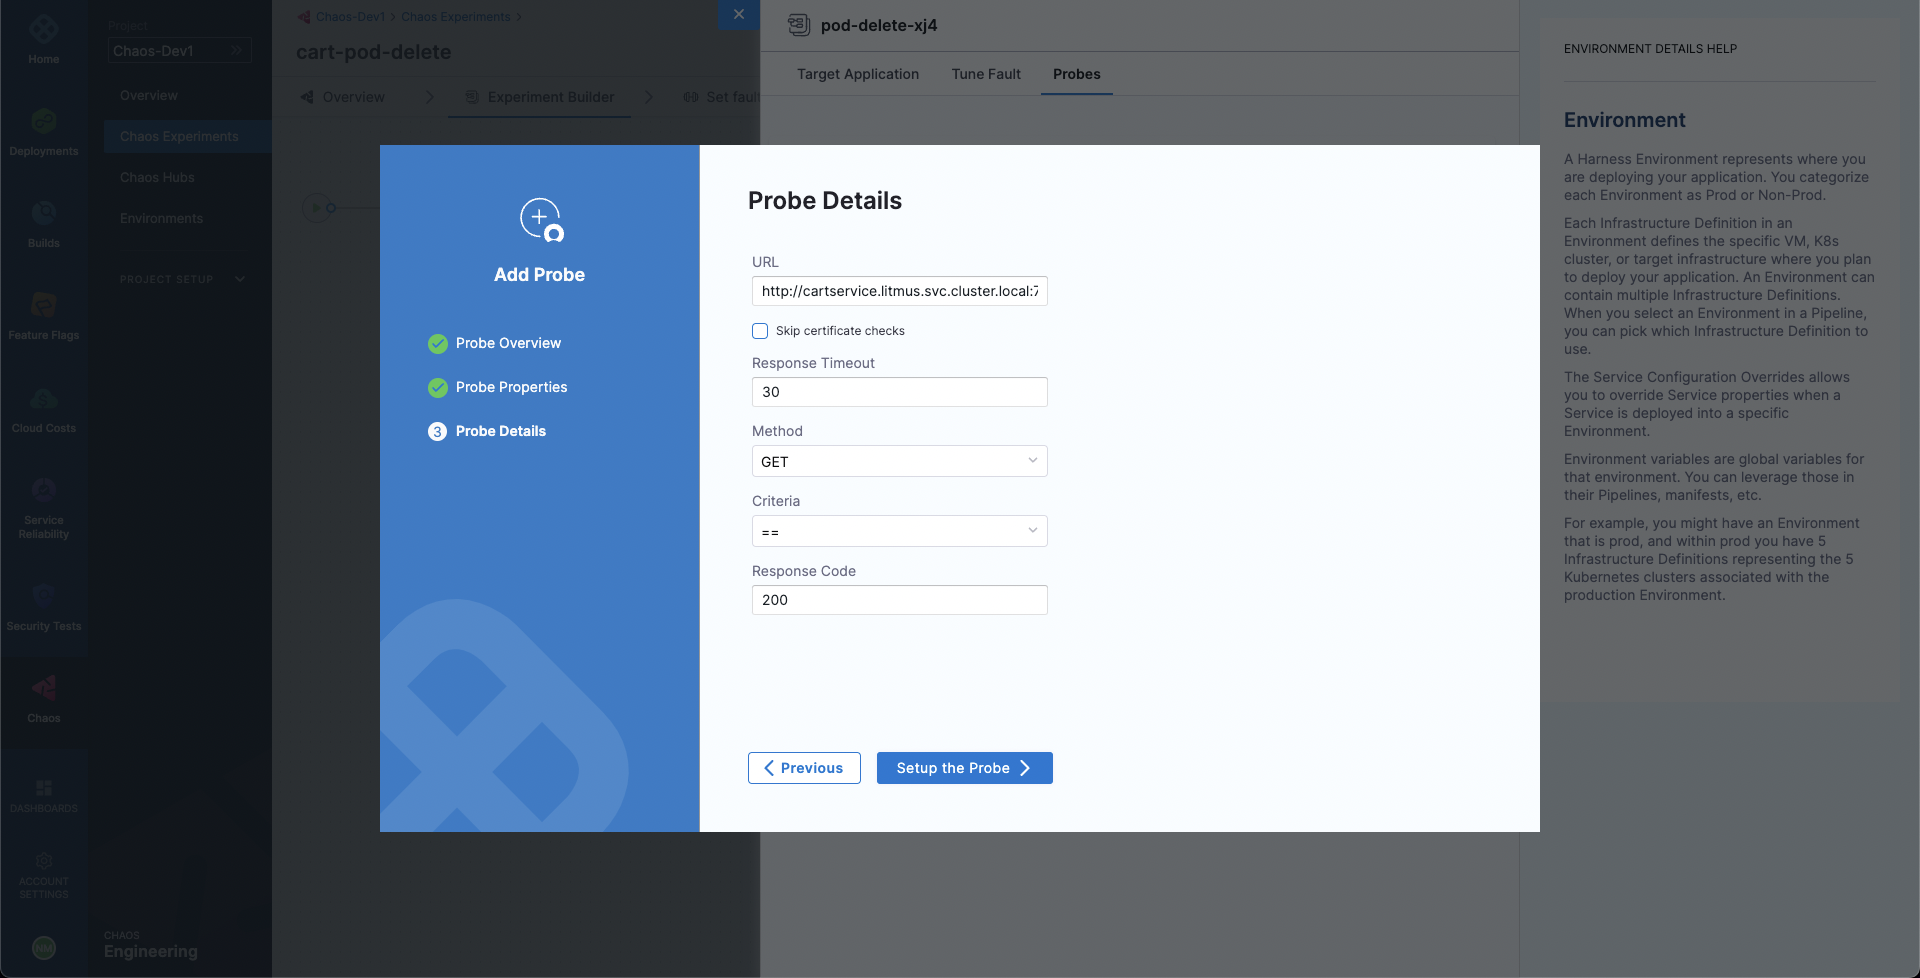 Home
Deployments
Builds
Feature Flags
Cloud Costs
Service
Reliability
Security Tests
Chaos
DASHBOARDS
ACCOUNT
SETTINGS
NM
Project
Chaos-Dev1
Overview
Chaos Experiments
Chaos Hubs
Environments
PROJECT SETUP
CHAOS
Engineering
Chaos-Dev1 > Chaos Experiments >
cart-pod-delete
Overview
Experiment Builder
Set fault
pod-delete-xj4
Target Application
Tune Fault
Probes
Add Probe
Probe Overview
Probe Properties
3 Probe Details
Probe Details
URL
http://cartservice.litmus.svc.cluster.local:7
Skip certificate checks
Response Timeout
30
Method
GET
Criteria
==
Response Code
200
Previous
Setup the Probe
ENVIRONMENT DETAILS HELP
Environment
A Harness Environment represents where you
are deploying your application. You categorize
each Environment as Prod or Non-Prod.
Each Infrastructure Definition in an
Environment defines the specific VM, K8s
cluster, or target infrastructure where you plan
to deploy your application. An Environment can
contain multiple Infrastructure Definitions.
When you select an Environment in a Pipeline,
you can pick which Infrastructure Definition to
use.
The Service Configuration Overrides allows
you to override Service properties when a
Service is deployed into a specific
Environment.
Environment variables are global variables for
that environment. You can leverage those in
their Pipelines, manifests, etc.
For example, you might have an Environment
that is prod, and within prod you have 5
Infrastructure Definitions representing the 5
Kubernetes clusters associated with the
production Environment.